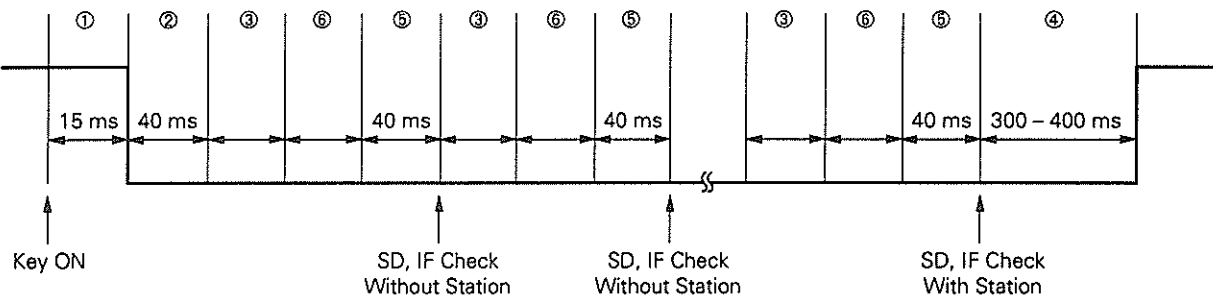 ① ② ③ ⑥ ⑤ ③ ⑥ ⑤ ③ ⑥ ⑤ ④
15 ms 40 ms 40 ms 40 ms 40 ms 300 – 400 ms
Key ON
SD, IF Check
Without Station
SD, IF Check
Without Station
SD, IF Check
With Station